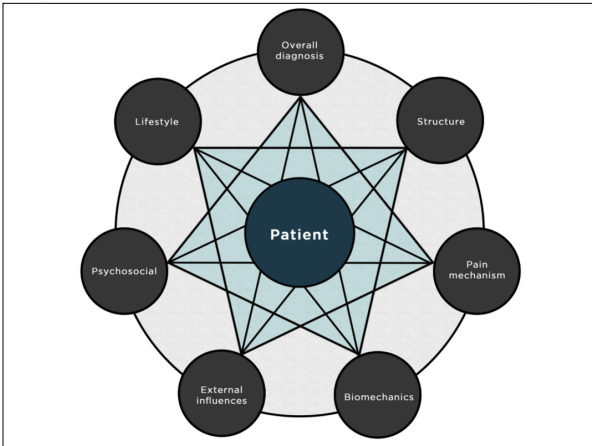 Overall
diagnosis
Structure
Lifestyle
Patient
Pain
mechanism
Psychosocial
External
influences
Biomechanics